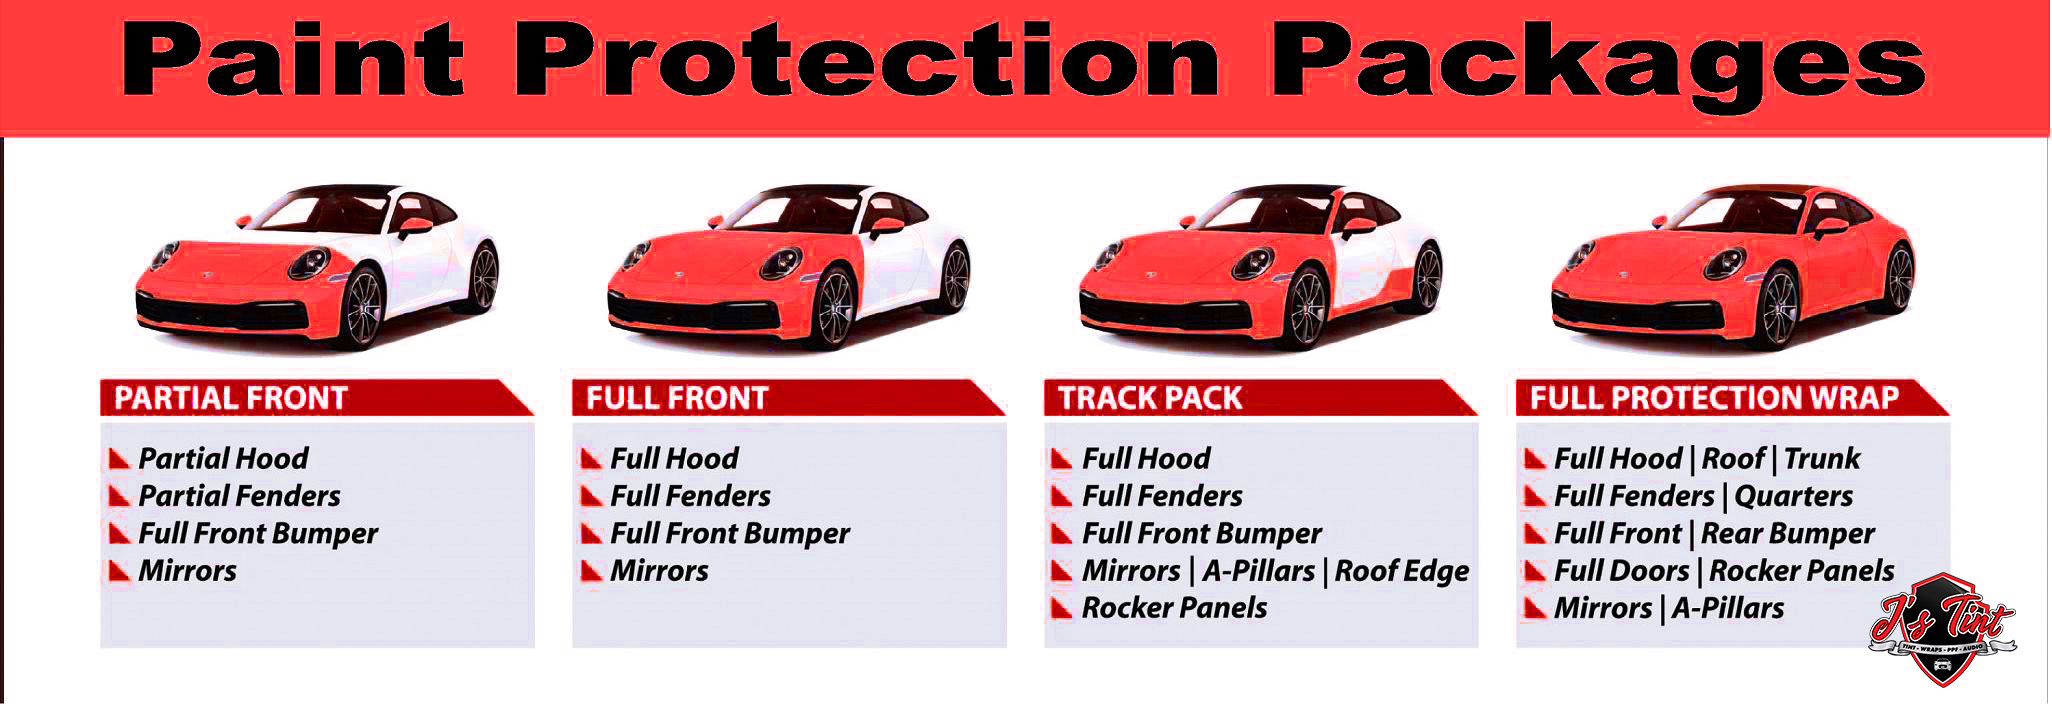 Paint Protection Packages
PARTIAL FRONT
Partial Hood
Partial Fenders
Full Front Bumper
Mirrors
FULL FRONT
Full Hood
Full Fenders
Full Front Bumper
Mirrors
TRACK PACK
Full Hood
Full Fenders
Full Front Bumper
Mirrors | A-Pillars | Roof Edge
Rocker Panels
FULL PROTECTION WRAP
Full Hood | Roof | Trunk
Full Fenders | Quarters
Full Front | Rear Bumper
Full Doors | Rocker Panels
Mirrors | A-Pillars
J's Tint
TINT - WRAPS - PPF - AUDIO